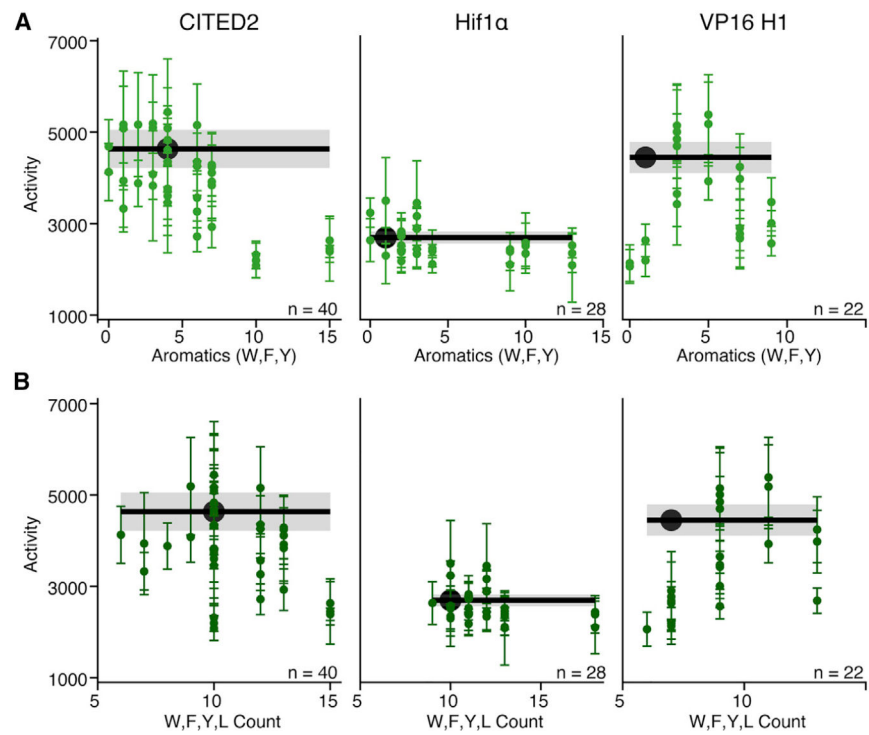 A
CITED2
Hif1α
VP16 H1
7000
5000
3000
1000
Activity
n = 40
n = 28
n = 22
0 5 10 15
0 5 10 15
0 5 10
Aromatics (W,F,Y)
Aromatics (W,F,Y)
Aromatics (W,F,Y)
B
7000
5000
3000
1000
Activity
n = 40
n = 28
n = 22
5 10 15
5 10 15
5 10
W,F,Y,L Count
W,F,Y,L Count
W,F,Y,L Count